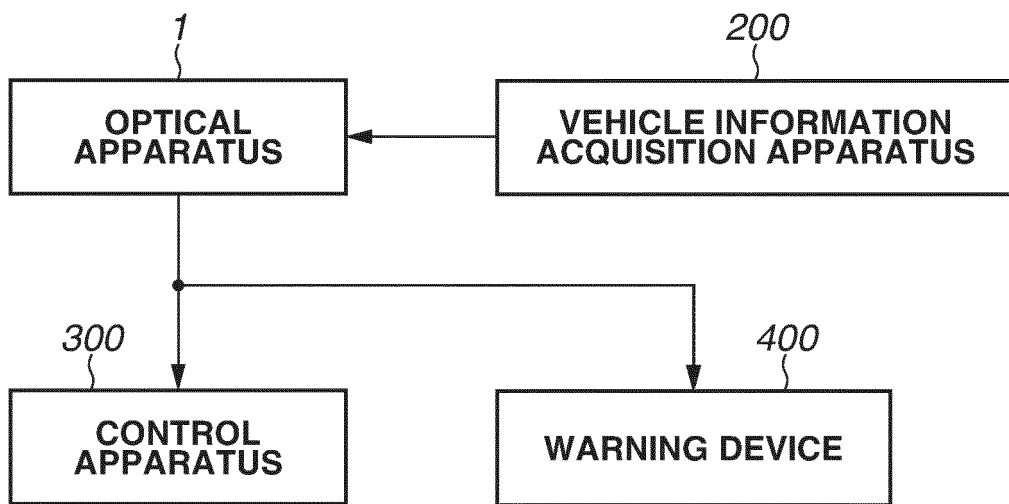 1
OPTICAL
APPARATUS
200
VEHICLE INFORMATION
ACQUISITION APPARATUS
300
CONTROL
APPARATUS
400
WARNING DEVICE